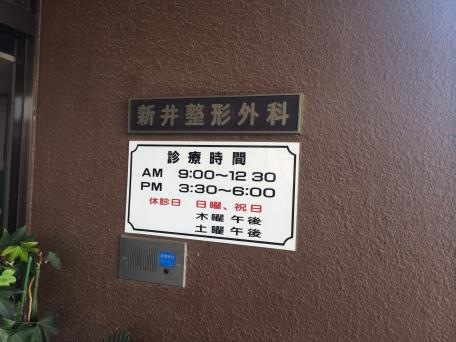 新井整形外科
診療時間
AM 9:00～12 30
PM 3:30～6:00
休診日 日曜、祝日
木曜 午後
土曜 午後